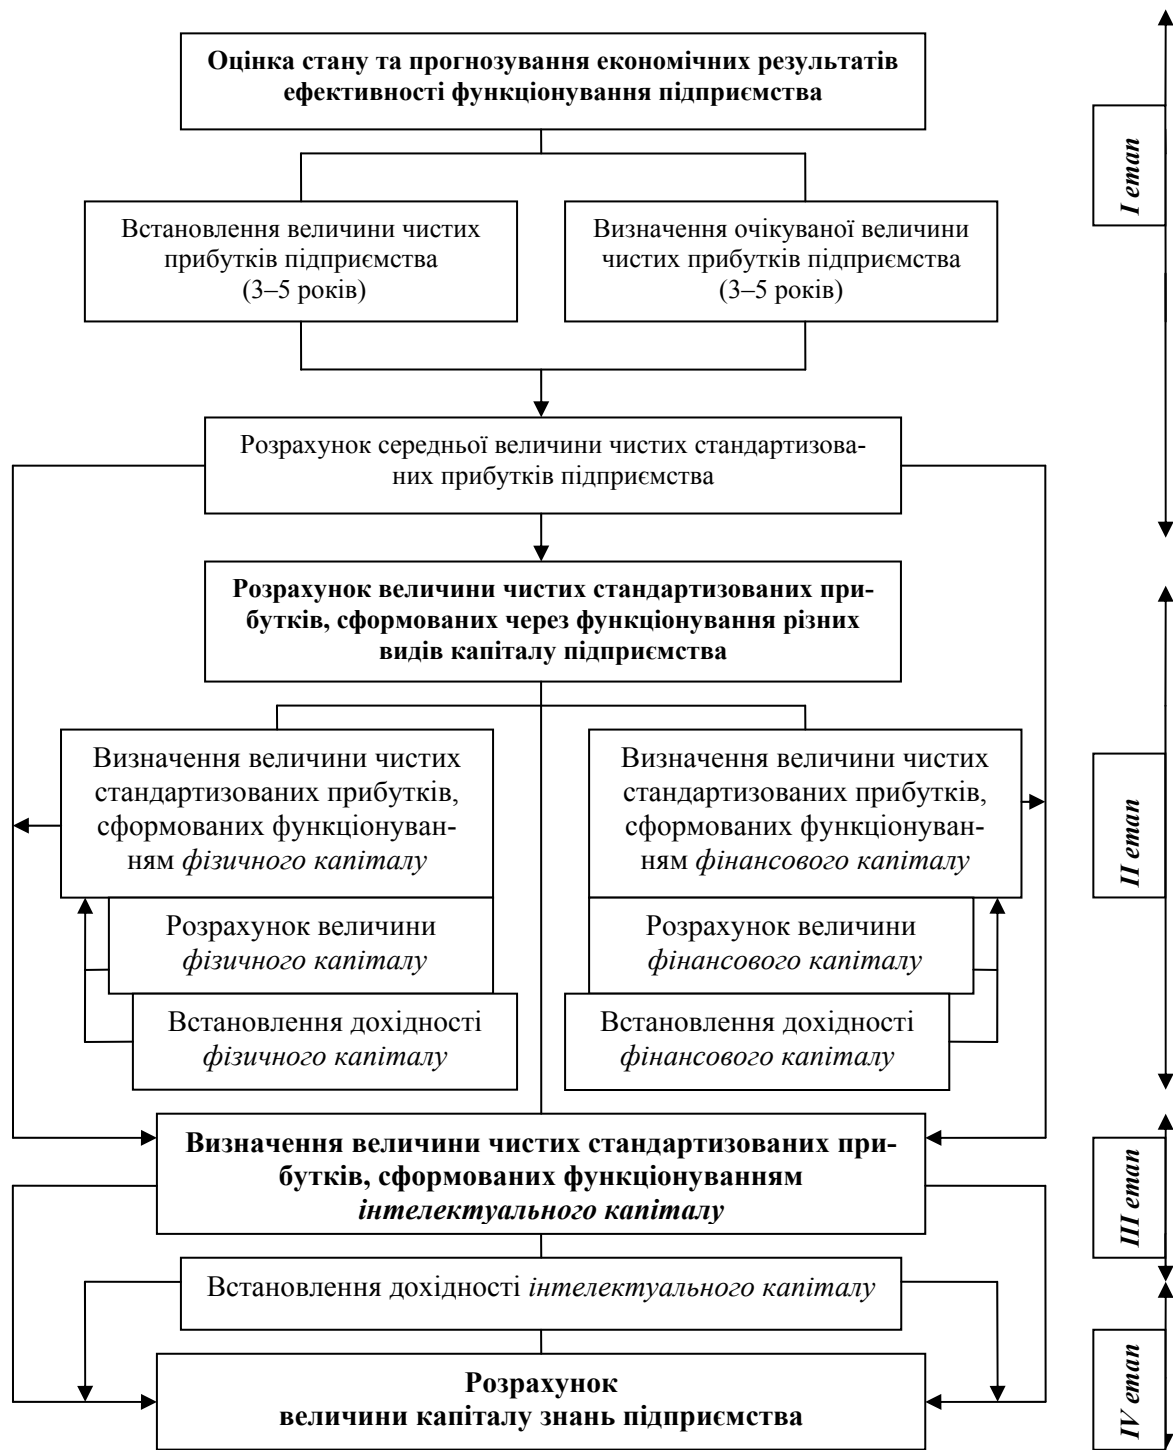 Оцінка стану та прогнозування економічних результатів
ефективності функціонування підприємства
I етап
Встановлення величини чистих
прибутків підприємства
(3–5 років)
Визначення очікуваної величини
чистих прибутків підприємства
(3–5 років)
Розрахунок середньої величини чистих стандартизова-
них прибутків підприємства
Розрахунок величини чистих стандартизованих при-
бутків, сформованих через функціонування різних
видів капіталу підприємства
II етап
Визначення величини чистих
стандартизованих прибутків,
сформованих функціонуван-
ням фізичного капіталу
Визначення величини чистих
стандартизованих прибутків,
сформованих функціонуван-
ням фінансового капіталу
Розрахунок величини
фізичного капіталу
Розрахунок величини
фінансового капіталу
Встановлення дохідності
фізичного капіталу
Встановлення дохідності
фінансового капіталу
Визначення величини чистих стандартизованих при-
бутків, сформованих функціонуванням
інтелектуального капіталу
III етап
Встановлення дохідності інтелектуального капіталу
Розрахунок
величини капіталу знань підприємства
IV етап